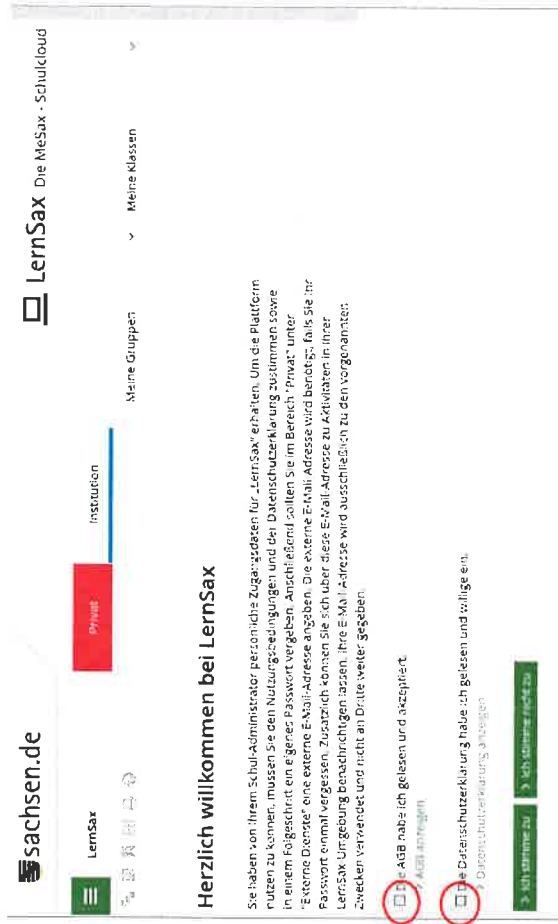 sachsen.de
LernSax Die MeSax - Schulcloud
LernSax
Privat
Institution
Meine Gruppen
Meine Klassen
Herzlich willkommen bei LernSax
Sie haben von Ihrem Schul-Administrator persönliche Zugangsdaten für „LernSax" erhalten. Um die Plattform
nutzen zu können, müssen Sie den Nutzungsbedingungen und der Datenschutzerklärung zustimmen sowie
in einem Folgeschritt ein eigenes Passwort vergeben. Anschließend sollten Sie im Bereich "Privat" unter
"Externe Dienste" eine externe E-Mail-Adresse angeben. Die externe E-Mail-Adresse wird benötigt, falls Sie Ihr
Passwort einmal vergessen. Zusätzlich können Sie sich über diese E-Mail-Adresse zu Aktivitäten in Ihrer
LernSax-Umgebung benachrichtigen lassen. Ihre E-Mail-Adresse wird ausschließlich zu den vorgenannten
Zwecken verwendet und nicht an Dritte weiter gegeben.
Die AGB habe ich gelesen und akzeptiert.
> AGB anzeigen
Die Datenschutzerklärung habe ich gelesen und willige ein.
> Datenschutzerklärung anzeigen
> Ich stimme zu
> Ich stimme nicht zu